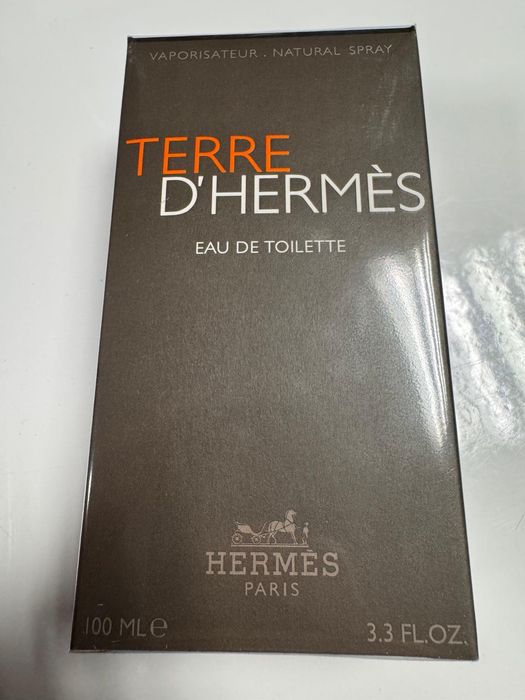 VAPORISATEUR . NATURAL SPRAY
TERRE
D'HERMÈS
EAU DE TOILETTE
HERMÈS
PARIS
100 ML℮ 3.3 FL.OZ.